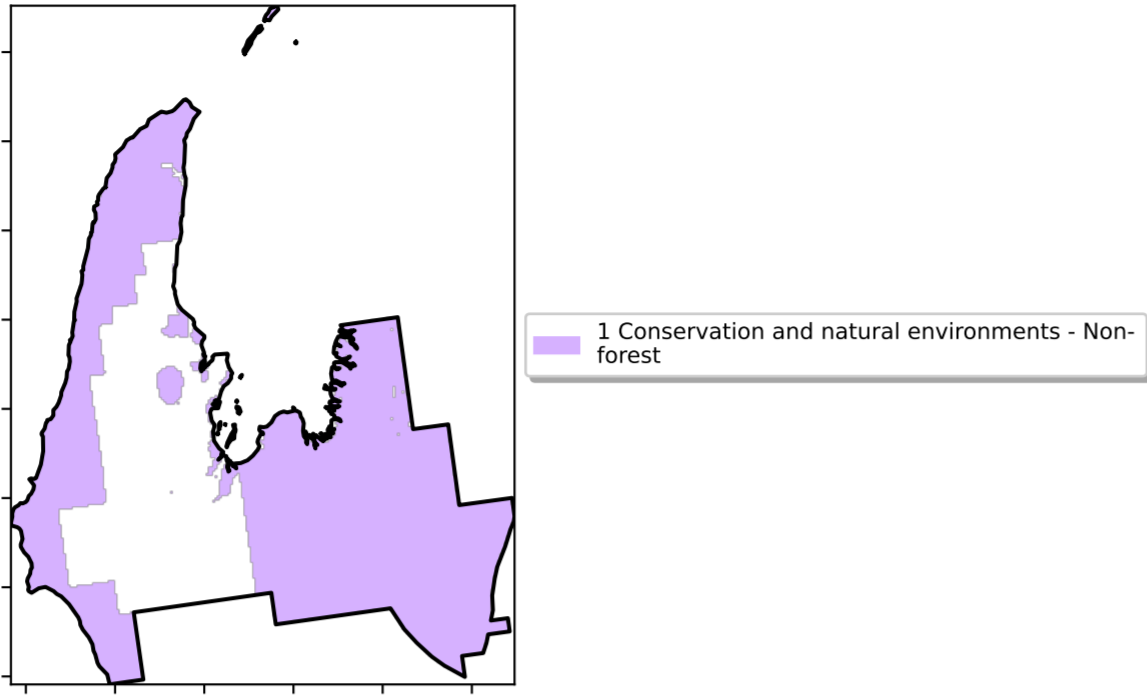 1 Conservation and natural environments - Non-
forest